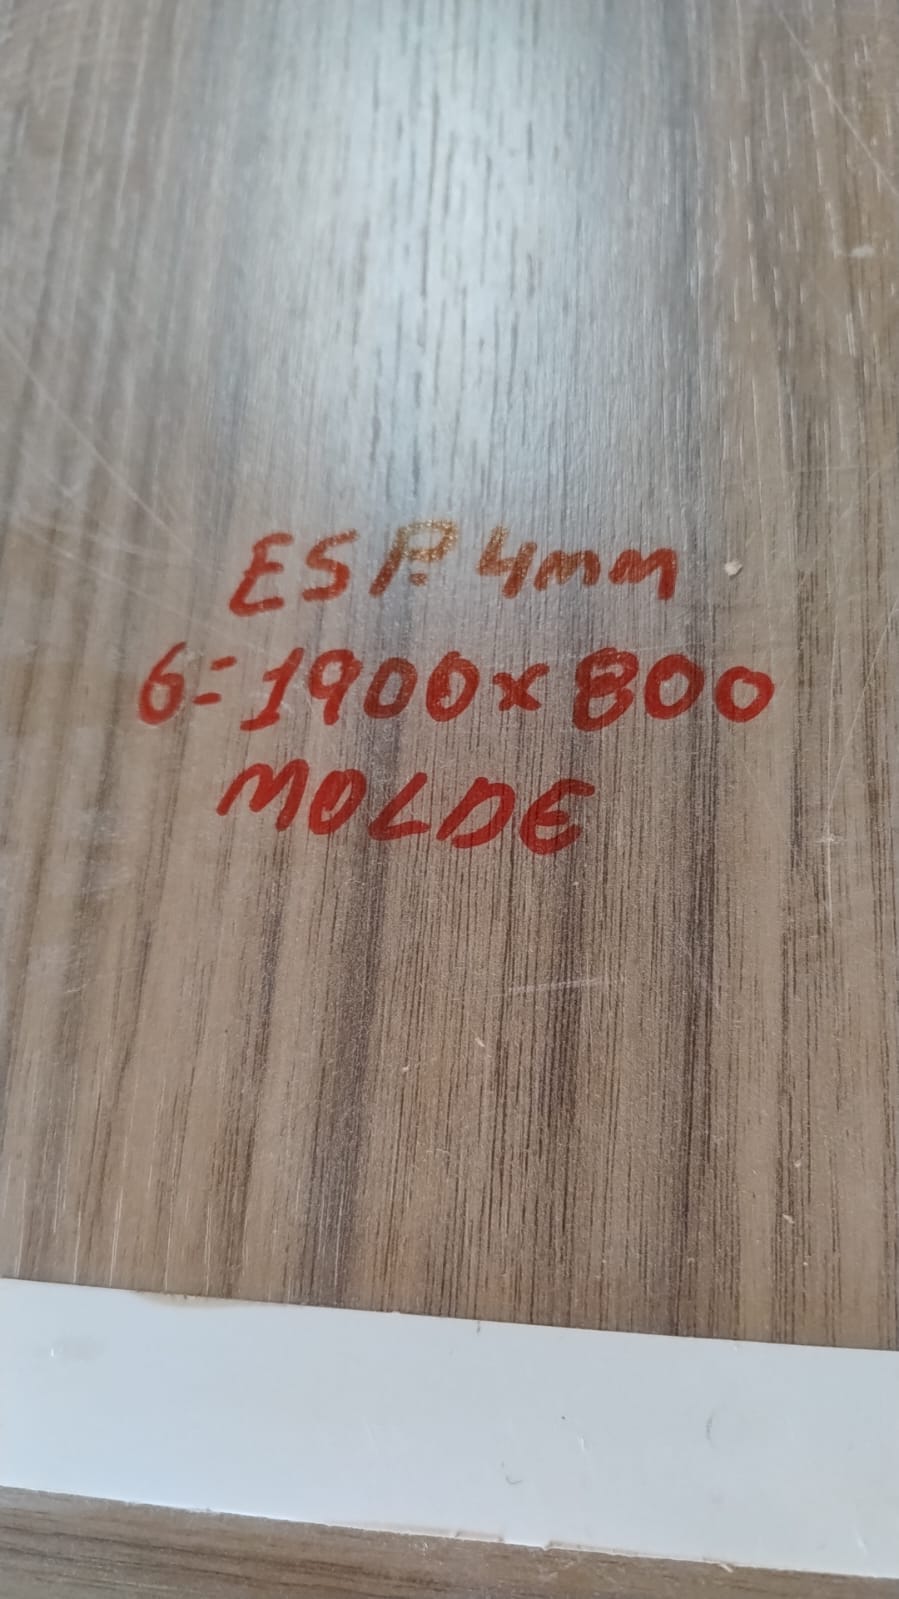 ESP. 4mm
6=1900x800
MOLDE